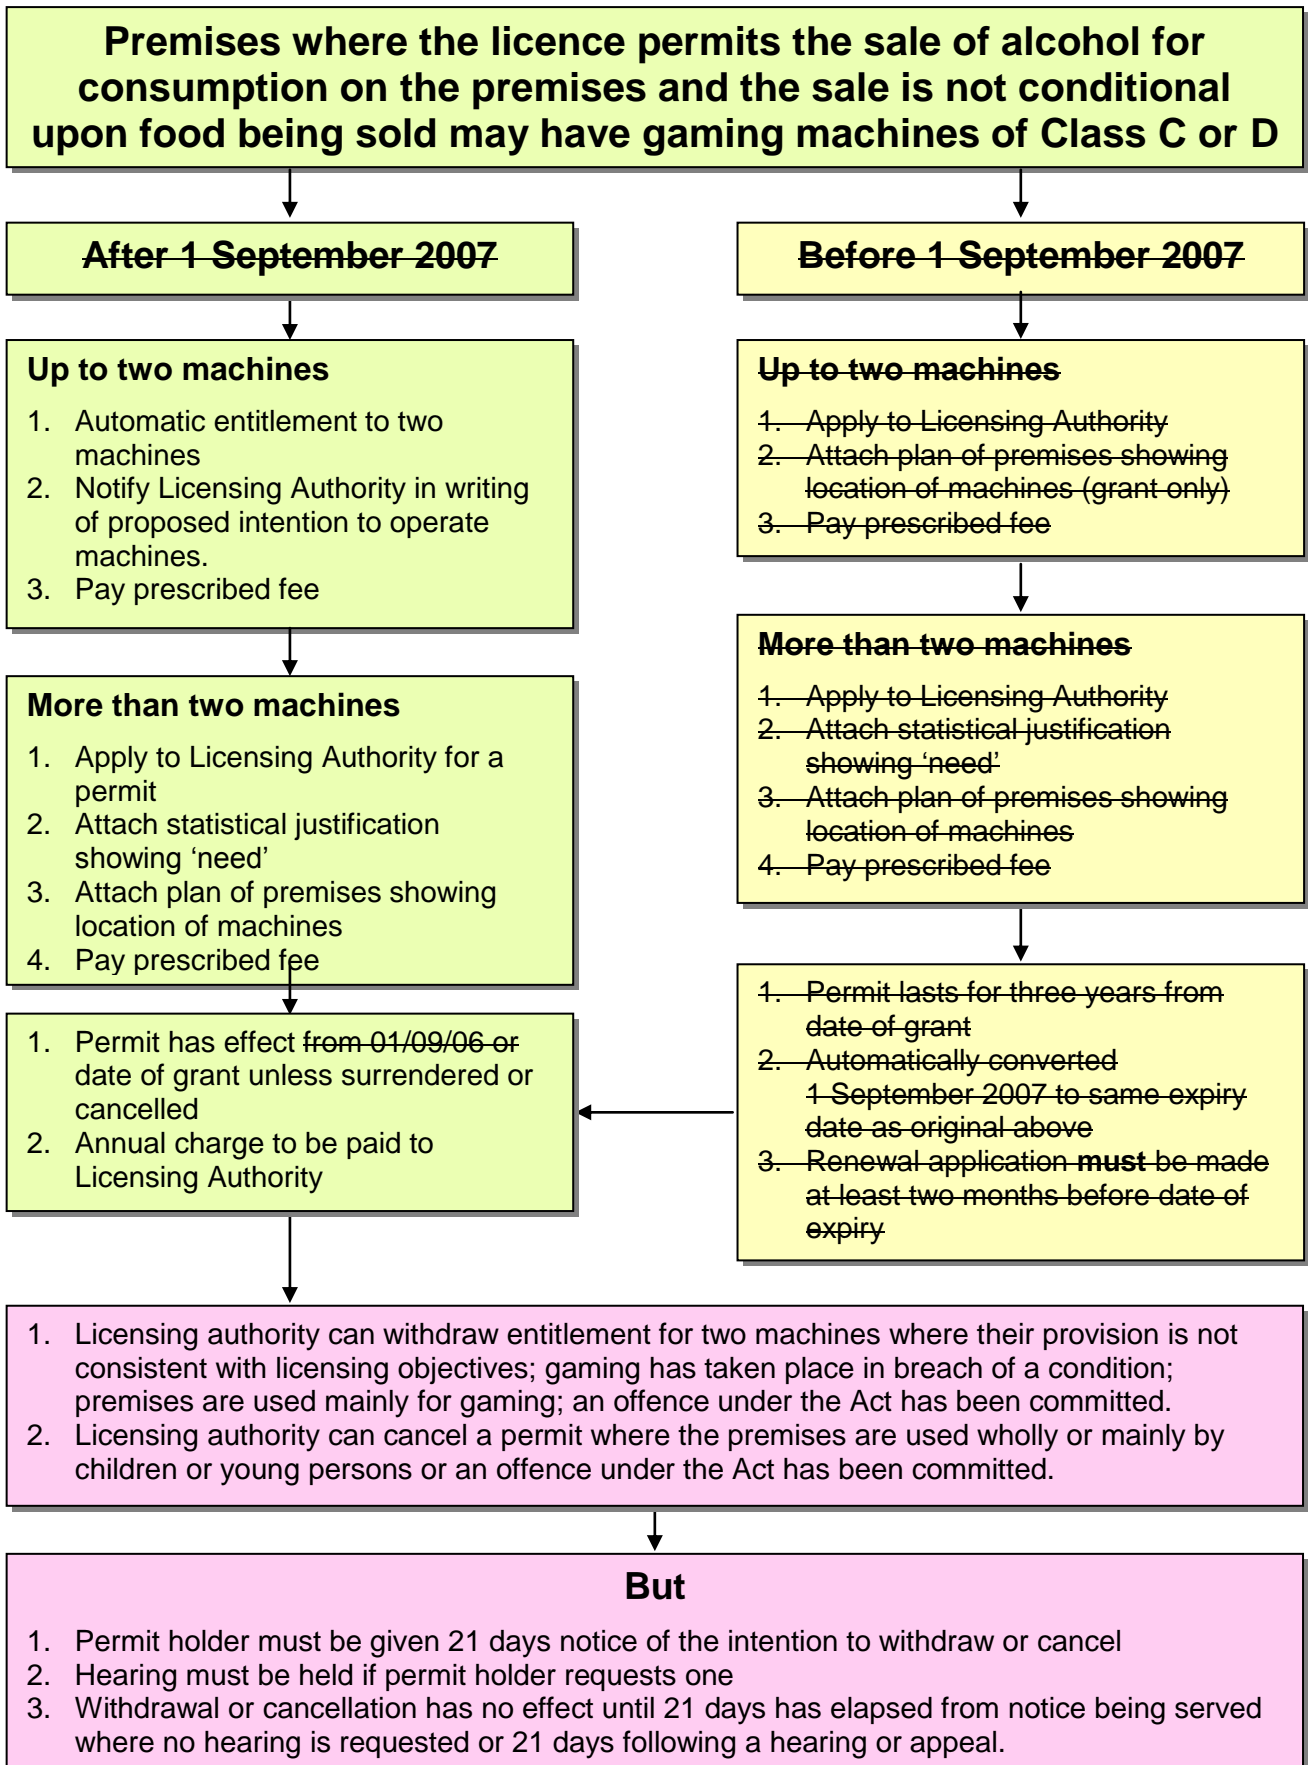 Premises where the licence permits the sale of alcohol for
consumption on the premises and the sale is not conditional
upon food being sold may have gaming machines of Class C or D
After 1 September 2007
Up to two machines
1. Automatic entitlement to two
machines
2. Notify Licensing Authority in writing
of proposed intention to operate
machines.
3. Pay prescribed fee
More than two machines
1. Apply to Licensing Authority for a
permit
2. Attach statistical justification
showing ‘need’
3. Attach plan of premises showing
location of machines
4. Pay prescribed fee
1. Permit has effect from 01/09/06 or
date of grant unless surrendered or
cancelled
2. Annual charge to be paid to
Licensing Authority
Before 1 September 2007
Up to two machines
1. Apply to Licensing Authority
2. Attach plan of premises showing
location of machines (grant only)
3. Pay prescribed fee
More than two machines
1. Apply to Licensing Authority
2. Attach statistical justification
showing ‘need’
3. Attach plan of premises showing
location of machines
4. Pay prescribed fee
1. Permit lasts for three years from
date of grant
2. Automatically converted
1 September 2007 to same expiry
date as original above
3. Renewal application must be made
at least two months before date of
expiry
1. Licensing authority can withdraw entitlement for two machines where their provision is not
consistent with licensing objectives; gaming has taken place in breach of a condition;
premises are used mainly for gaming; an offence under the Act has been committed.
2. Licensing authority can cancel a permit where the premises are used wholly or mainly by
children or young persons or an offence under the Act has been committed.
But
1. Permit holder must be given 21 days notice of the intention to withdraw or cancel
2. Hearing must be held if permit holder requests one
3. Withdrawal or cancellation has no effect until 21 days has elapsed from notice being served
where no hearing is requested or 21 days following a hearing or appeal.